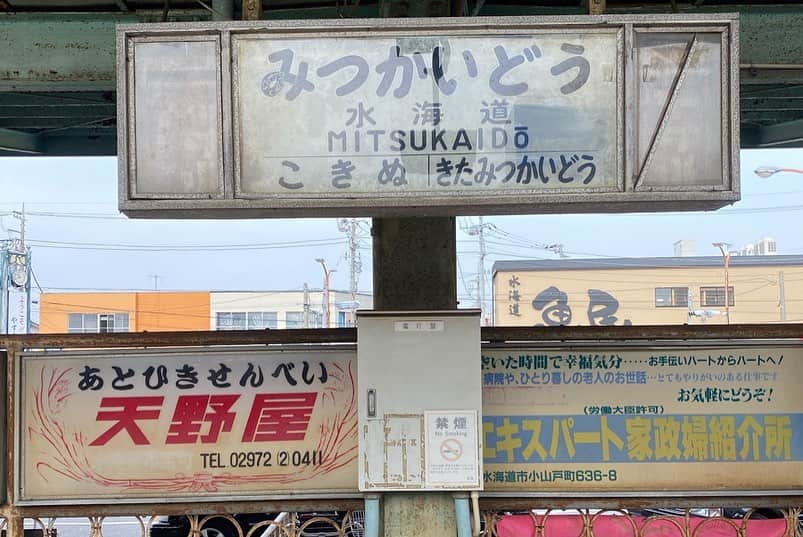 みつかいどう
水海道
MITSUKAIDŌ
こきぬ きたみつかいどう
水海道
魚民
あとひきせんべい
天野屋
TEL 02972(2)0411
禁煙
No Smoking
空いた時間で幸福気分‥‥‥お手伝いハートからハートへ!
病院や、ひとり暮しの老人のお世話…とてもやりがいのある仕事です
お気軽にどうぞ!
(労働大臣許可)
エキスパート家政婦紹介所
水海道市小山戸町636-8